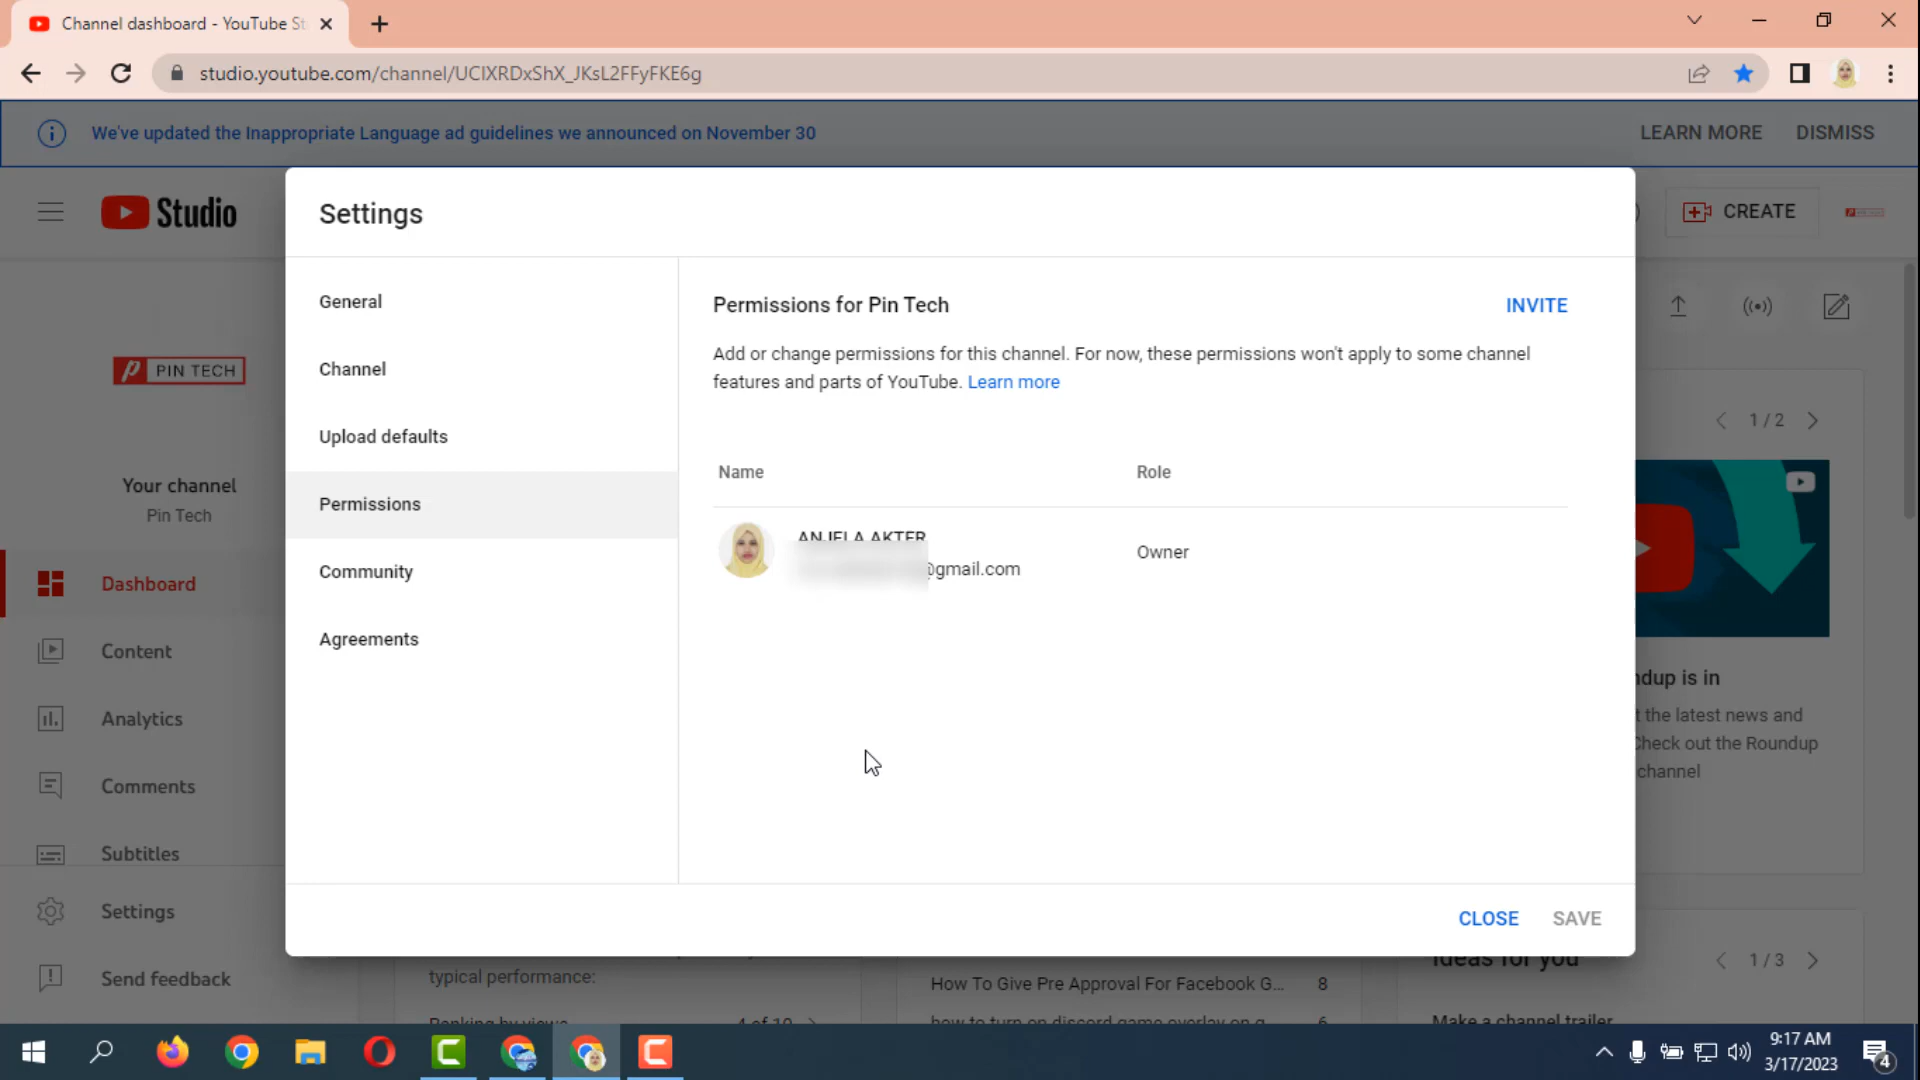 Channel dashboard - YouTube St
studio.youtube.com/channel/UCIXRDxShX_JKsL2FFyFKE6g
We've updated the Inappropriate Language ad guidelines we announced on November 30
LEARN MORE
DISMISS
Studio
CREATE
Settings
General
Channel
Upload defaults
Permissions
Community
Agreements
Permissions for Pin Tech
INVITE
Add or change permissions for this channel. For now, these permissions won't apply to some channel
features and parts of YouTube. Learn more
Name
Role
ANJELA AKTER
@gmail.com
Owner
CLOSE
SAVE
PIN TECH
Your channel
Pin Tech
Dashboard
Content
Analytics
Comments
Subtitles
Settings
Send feedback
1 / 2
ndup is in
t the latest news and
Check out the Roundup
channel
typical performance:
Ranking by views
4 of 10
How To Give Pre Approval For Facebook G...
8
how to turn on discord game overlay on g
6
Ideas for you
1 / 3
Make a channel trailer
9:17 AM
3/17/2023
4